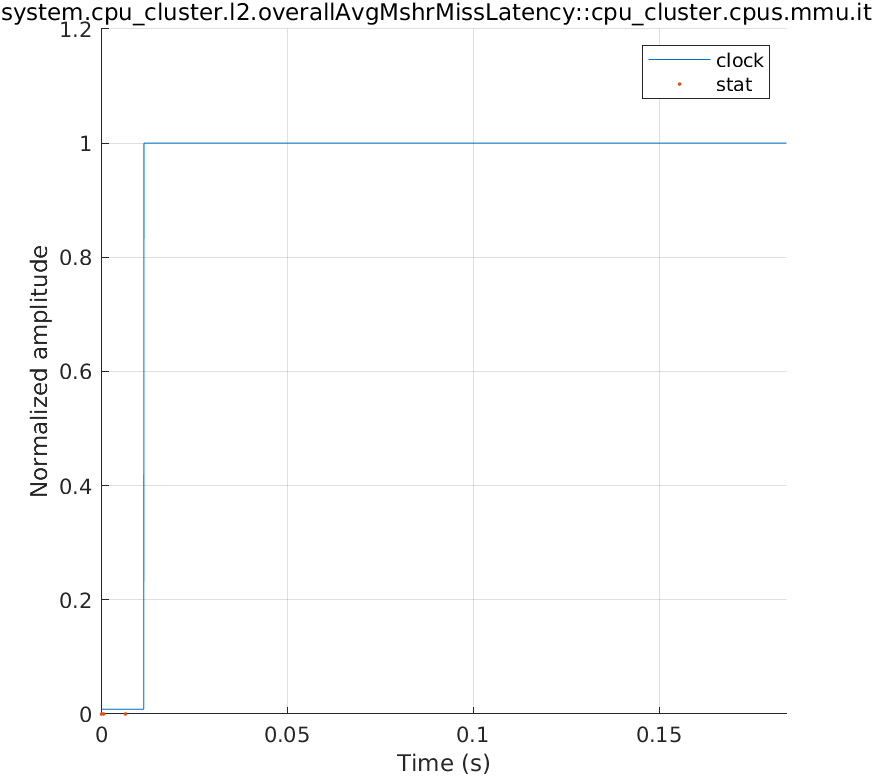 system.cpu_cluster.l2.overallAvgMshrMissLatency::cpu_cluster.cpus.mmu.it
1.2
clock
stat
1
0.8
0.6
0.4
0.2
0
Normalized amplitude
0
0.05
0.1
0.15
Time (s)